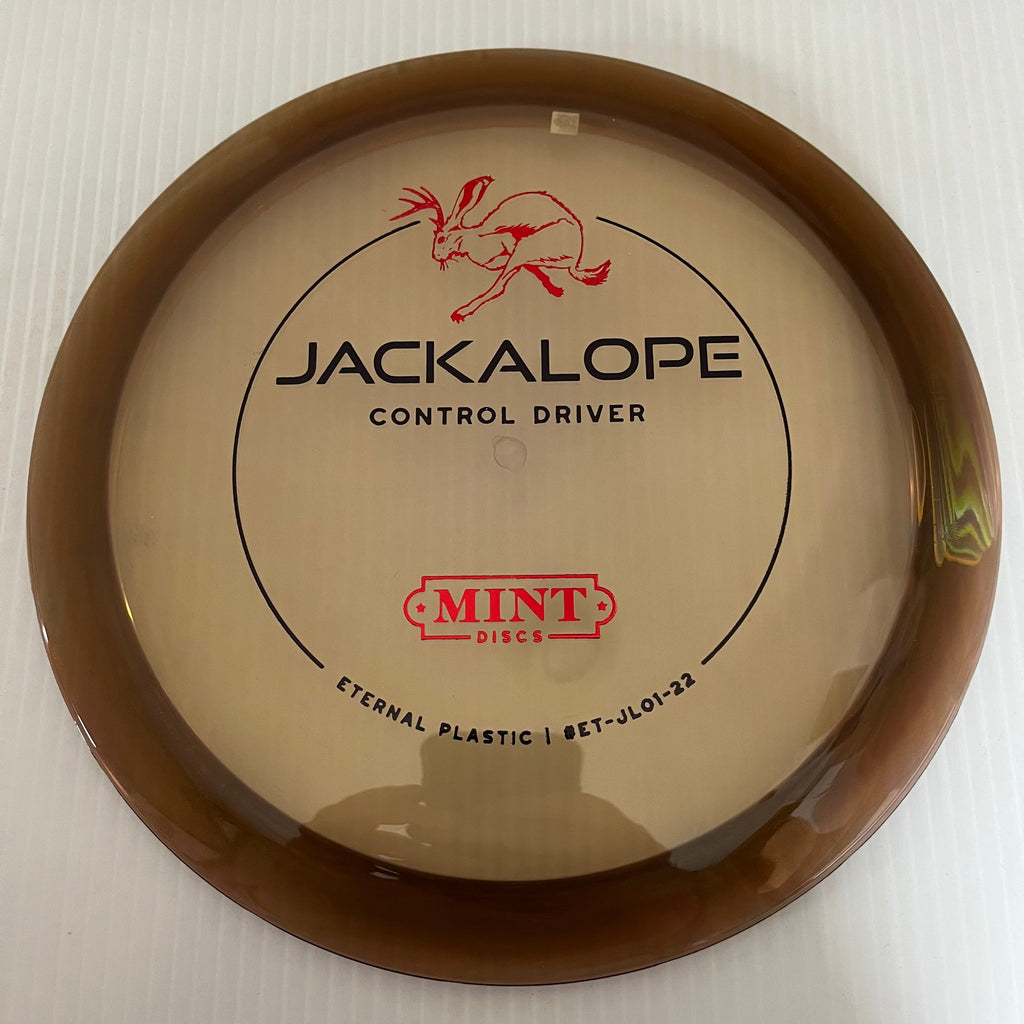 JACKALOPE
CONTROL DRIVER
MINT
DISCS
ETERNAL PLASTIC | #ET-JL01-22